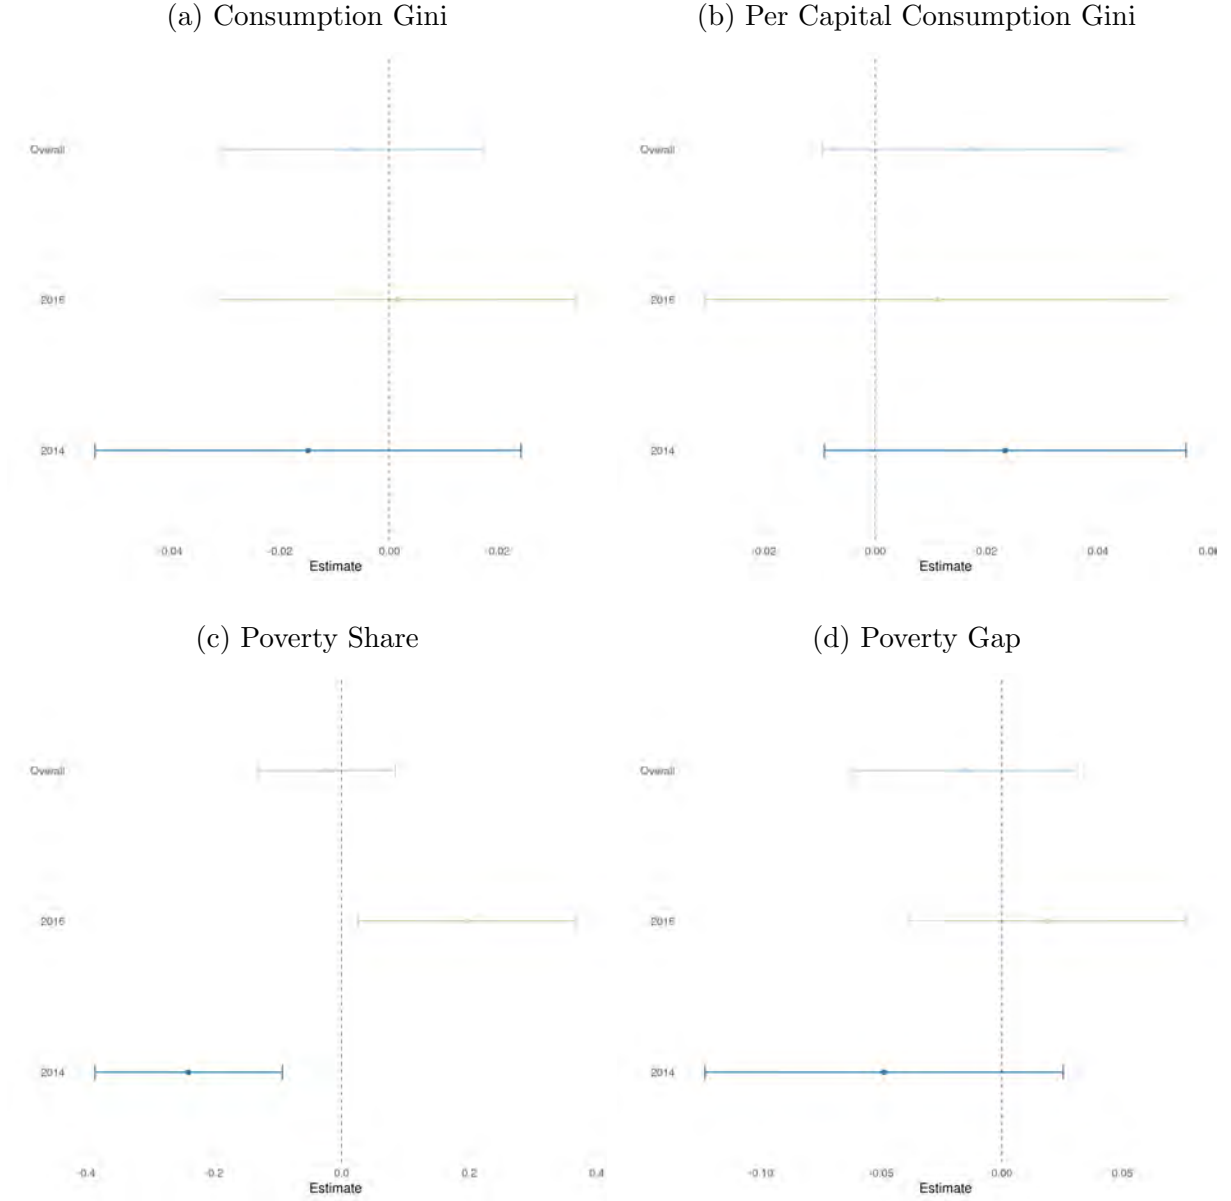 (a) Consumption Gini
(b) Per Capital Consumption Gini
Overall
2016
2014
-0.04 -0.02 0.00 0.02
Estimate
Overall
2016
2014
-0.02 0.00 0.02 0.04
Estimate
(c) Poverty Share
(d) Poverty Gap
Overall
2016
2014
-0.4 -0.2 0.0 0.2 0.4
Estimate
Overall
2016
2014
-0.10 -0.05 0.00 0.05
Estimate